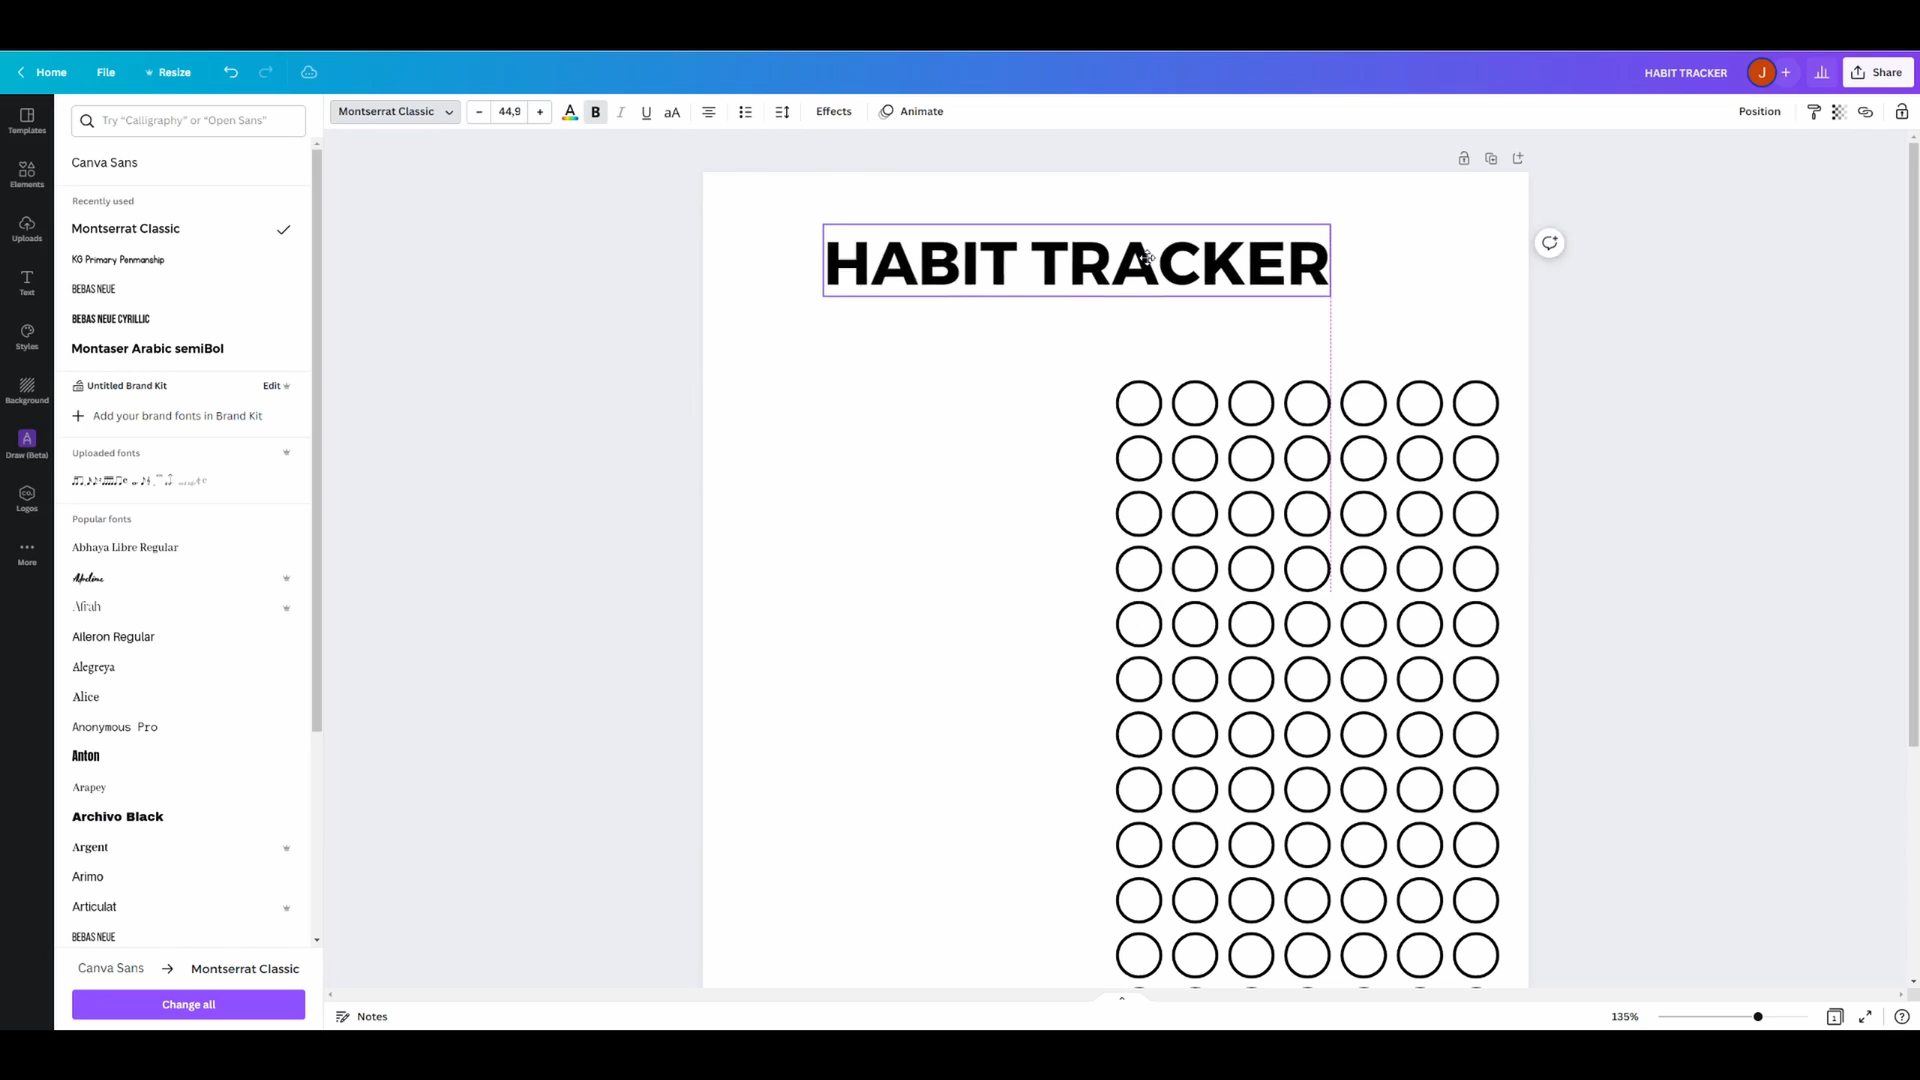 Home File Resize HABIT TRACKER J + Share
Templates
Elements
Uploads
Text
Styles
Background
Draw (Beta)
CO.
Logos
More
Try “Calligraphy” or “Open Sans”
Canva Sans
Recently used
Montserrat Classic
KG Primary Penmanship
BEBAS NEUE
BEBAS NEUE CYRILLIC
Montaser Arabic semiBol
Untitled Brand Kit Edit
Add your brand fonts in Brand Kit
Uploaded fonts
Popular fonts
Abhaya Libre Regular
Afrah
Aileron Regular
Alegreya
Alice
Anonymous Pro
Anton
Arapey
Archivo Black
Argent
Arimo
Articulat
BEBAS NEUE
Canva Sans → Montserrat Classic
Change all
Montserrat Classic – 44,9 + A B I U aA Effects Animate Position
HABIT TRACKER
Notes 135% 1 ?